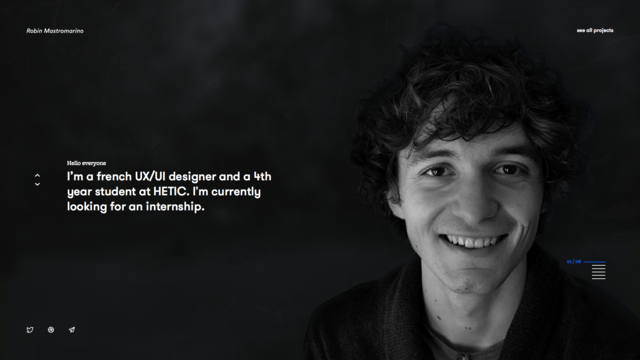 Robin Mastromarino
see all projects
Hello everyone
I'm a french UX/UI designer and a 4th
year student at HETIC. I'm currently
looking for an internship.